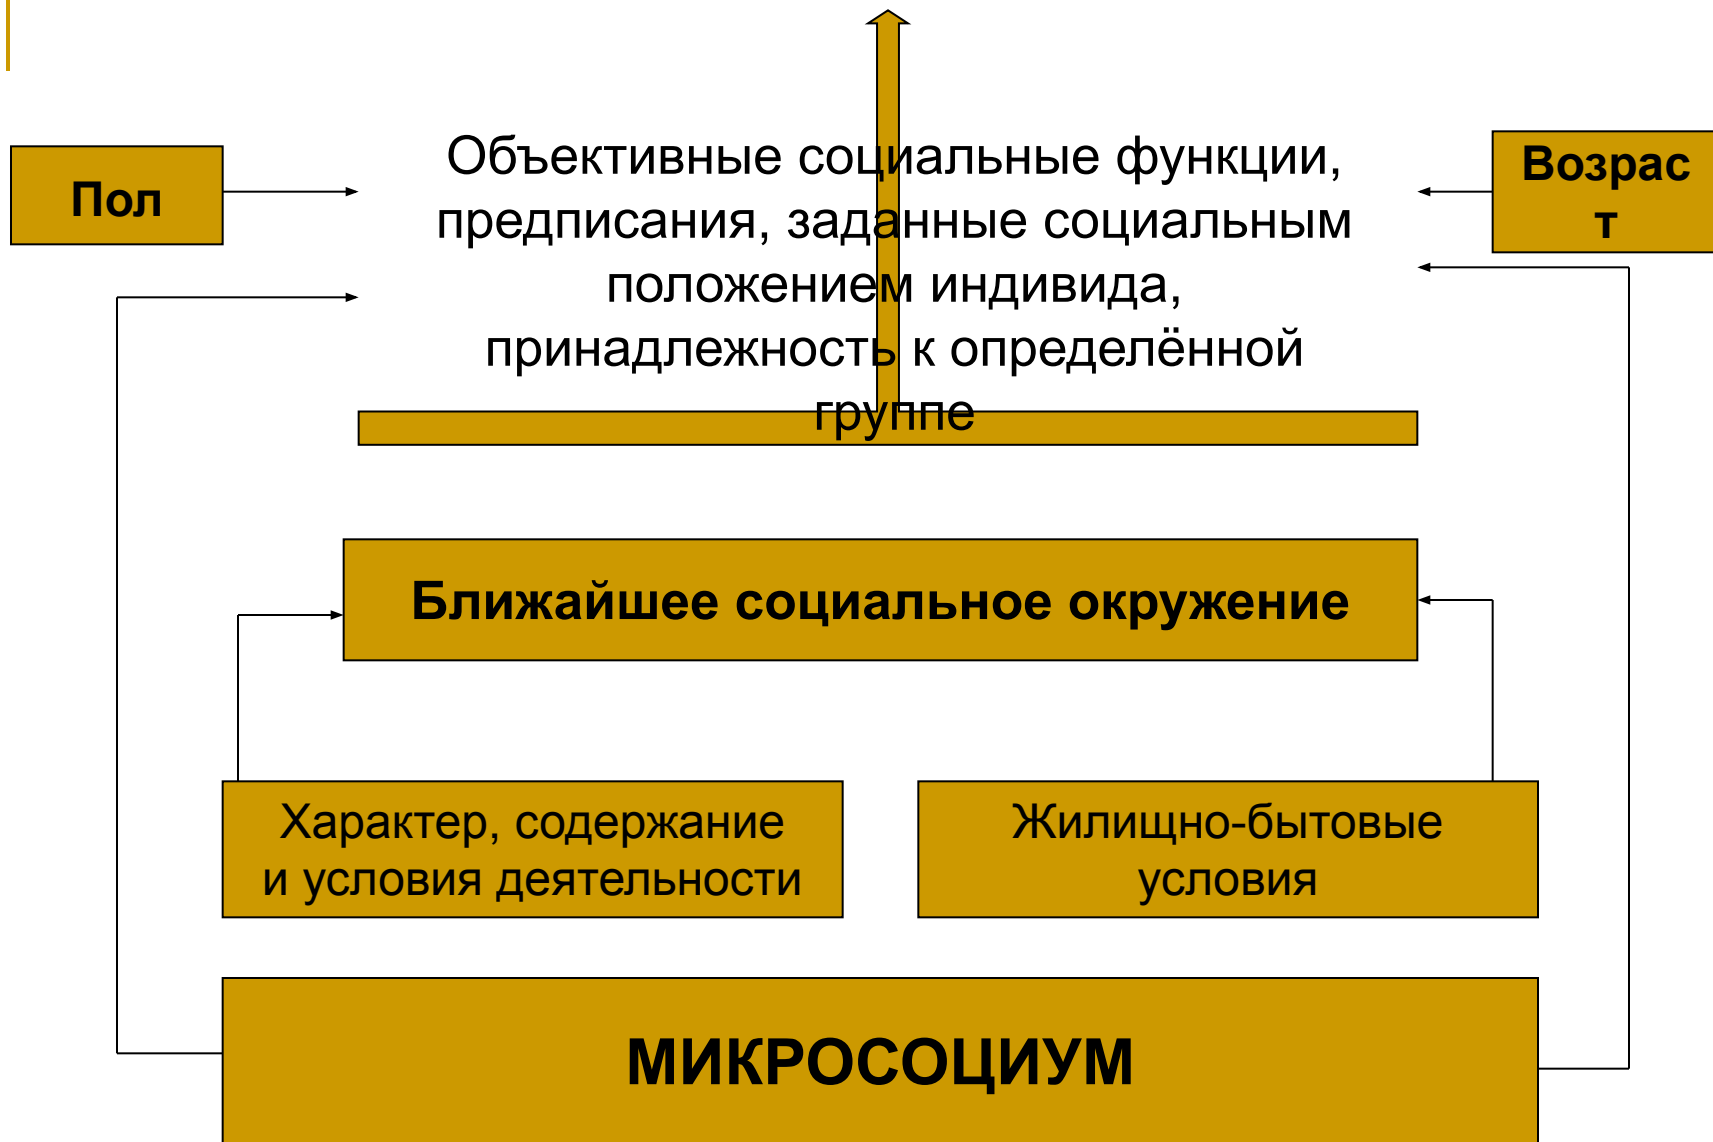 Пол
Объективные социальные функции,
предписания, заданные социальным
положением индивида,
принадлежность к определённой
группе
Возрас
т
Ближайшее социальное окружение
Характер, содержание
и условия деятельности
Жилищно-бытовые
условия
МИКРОСОЦИУМ